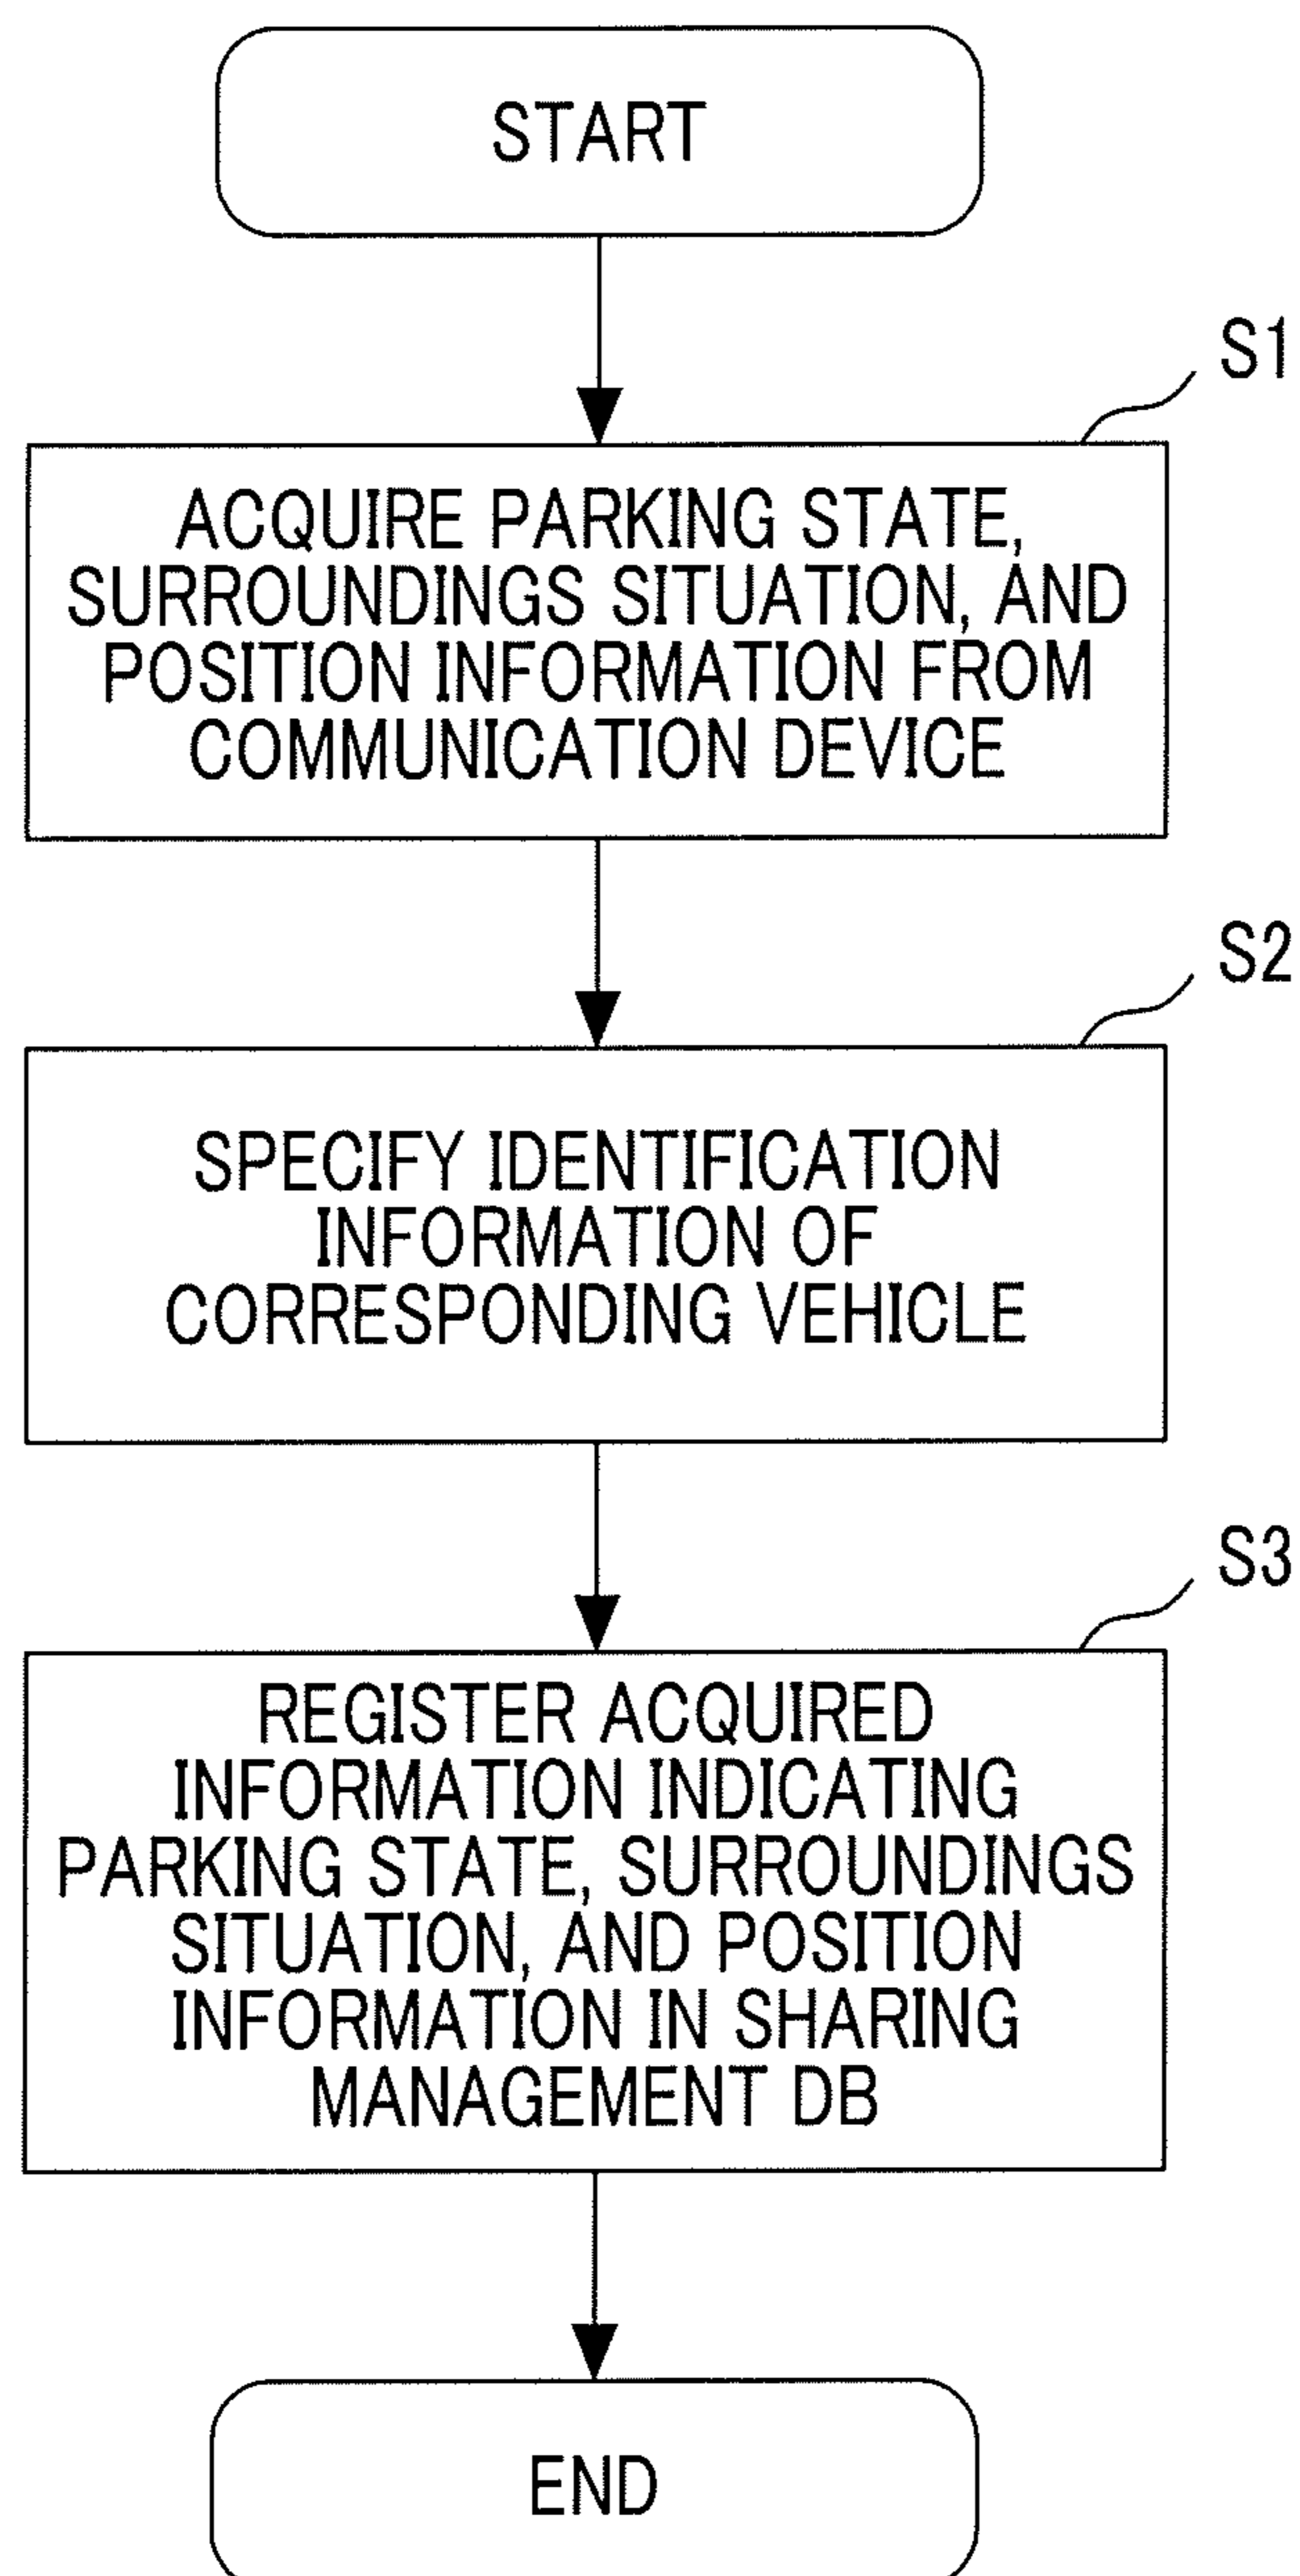 START
S1
ACQUIRE PARKING STATE,
SURROUNDINGS SITUATION, AND
POSITION INFORMATION FROM
COMMUNICATION DEVICE
S2
SPECIFY IDENTIFICATION
INFORMATION OF
CORRESPONDING VEHICLE
S3
REGISTER ACQUIRED
INFORMATION INDICATING
PARKING STATE, SURROUNDINGS
SITUATION, AND POSITION
INFORMATION IN SHARING
MANAGEMENT DB
END